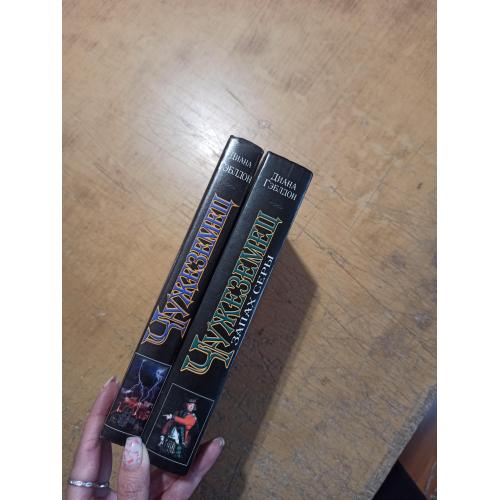 Диана
Гэблдон
Чужеземец
Диана
Гэблдон
Чужеземец
Запах серы